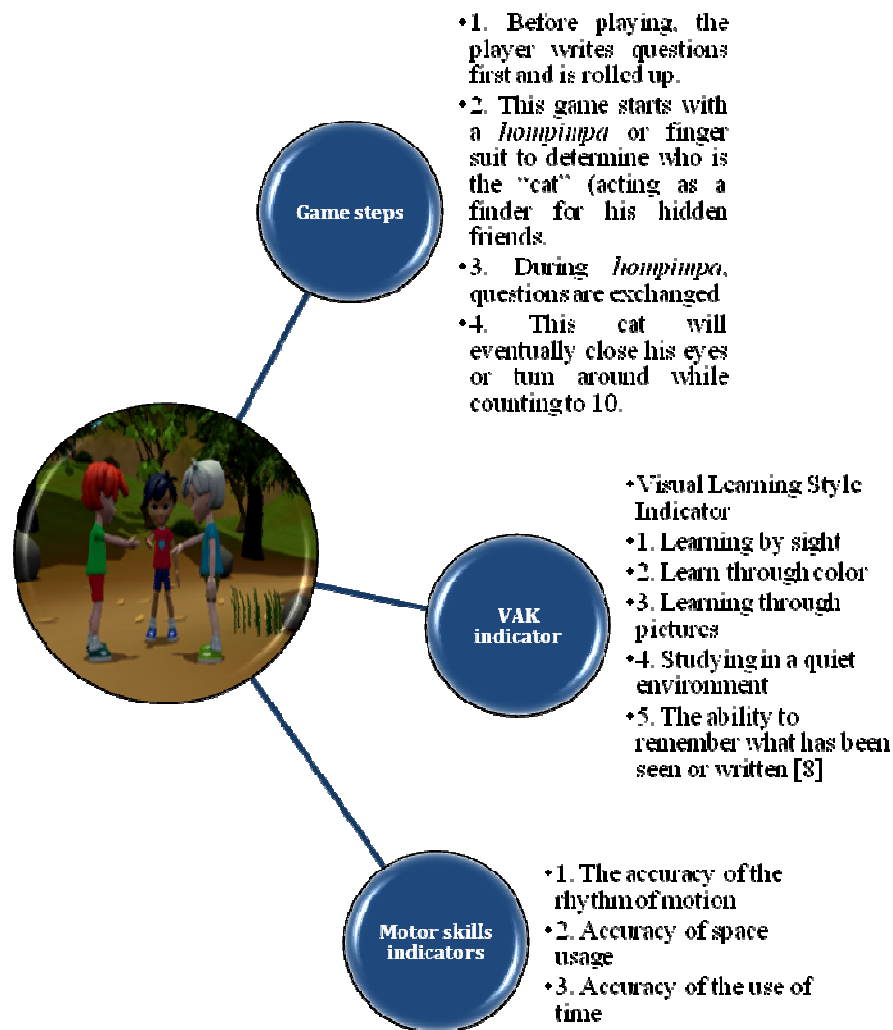 Game steps
•1. Before playing, the
player writes questions
first and is rolled up.
•2. This game starts with
a hompimpa or finger
suit to determine who is
the “cat” (acting as a
finder for his hidden
friends.
•3. During hompimpa,
questions are exchanged
•4. This cat will
eventually close his eyes
or turn around while
counting to 10.
VAK
indicator
•Visual Learning Style
Indicator
•1. Learning by sight
•2. Learn through color
•3. Learning through
pictures
•4. Studying in a quiet
environment
•5. The ability to
remember what has been
seen or written [8]
Motor skills
indicators
•1. The accuracy of the
rhythm of motion
•2. Accuracy of space
usage
•3. Accuracy of the use of
time